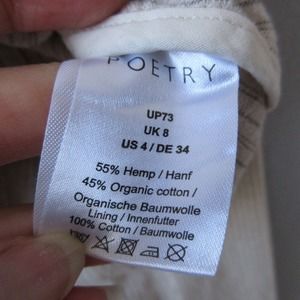 POETRY
UP73
UK 8
US 4 / DE 34
55% Hemp / Hanf
45% Organic cotton /
Organische Baumwolle
Lining / Innenfutter
100% Cotton / Baumwolle